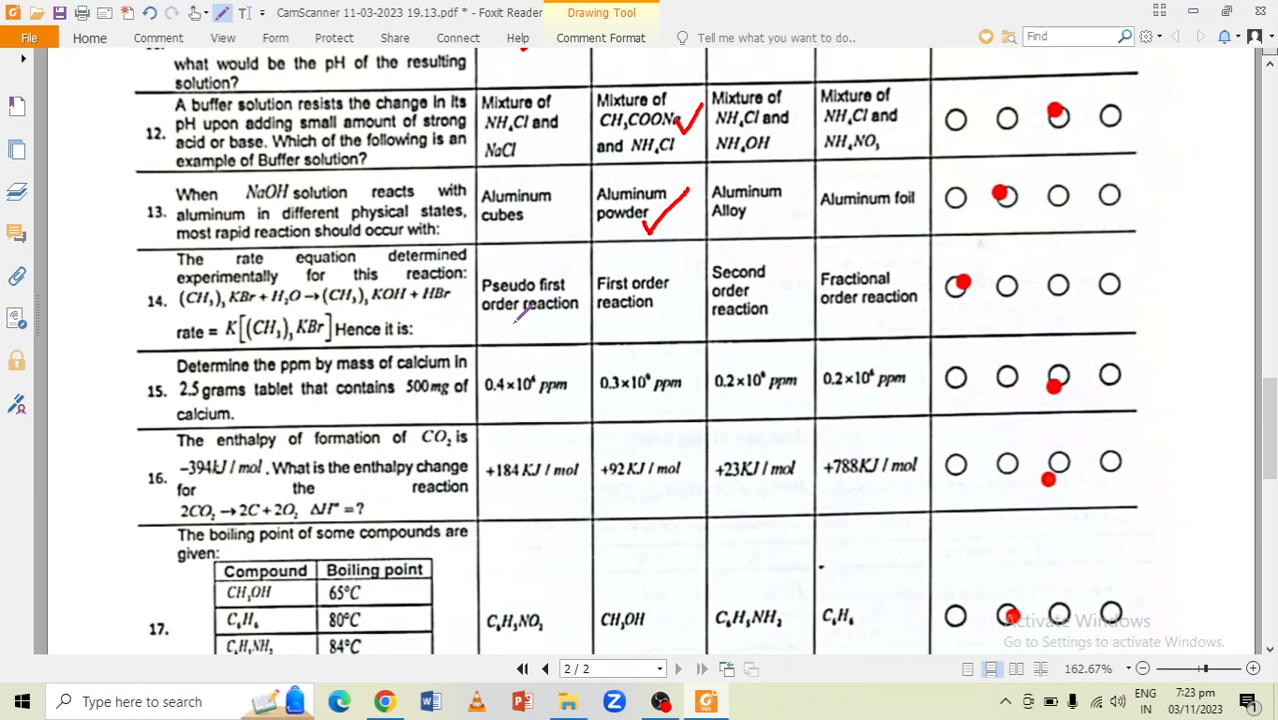 CamScanner 11-03-2023 19.13.pdf * - Foxit Reader
Drawing Tool
File
Home
Comment
View
Form
Protect
Share
Connect
Help
Comment Format
Tell me what you want to do..
Find
what would be the pH of the resulting
solution?
12.
A buffer solution resists the change in its
pH upon adding small amount of strong
acid or base. Which of the following is an
example of Buffer solution?
Mixture of
NH₄Cl and
NaCl
Mixture of
CH₃COONa
and NH₄Cl
Mixture of
NH₄Cl and
NH₄OH
Mixture of
NH₄Cl and
NH₄NO₃
13.
When NaOH solution reacts with
aluminum in different physical states,
most rapid reaction should occur with:
Aluminum
cubes
Aluminum
powder
Aluminum
Alloy
Aluminum foil
14.
The rate equation determined
experimentally for this reaction:
(CH₃)₃ KBr + H₂O → (CH₃)₃ KOH + HBr
rate = K[(CH₃)₃ KBr] Hence it is:
Pseudo first
order reaction
First order
reaction
Second
order
reaction
Fractional
order reaction
15.
Determine the ppm by mass of calcium in
2.5 grams tablet that contains 500 mg of
calcium.
0.4×10⁶ ppm
0.3×10⁶ ppm
0.2×10⁶ ppm
0.2×10⁴ ppm
16.
The enthalpy of formation of CO₂ is
−394kJ / mol. What is the enthalpy change
for the reaction
2CO₂ → 2C + 2O₂ ΔH° = ?
+184 KJ / mol
+92 KJ / mol
+23KJ / mol
+788KJ / mol
17.
The boiling point of some compounds are
given:
Compound Boiling point
CH₃OH 65°C
C₆H₆ 80°C
C₆H₅NH₂ 84°C
C₆H₅NO₂
CH₃OH
C₆H₅NH₂
C₆H₆
Activate Windows
Go to Settings to activate Windows.
2 / 2
162.67%
Type here to search
ENG
IN
7:23 pm
03/11/2023